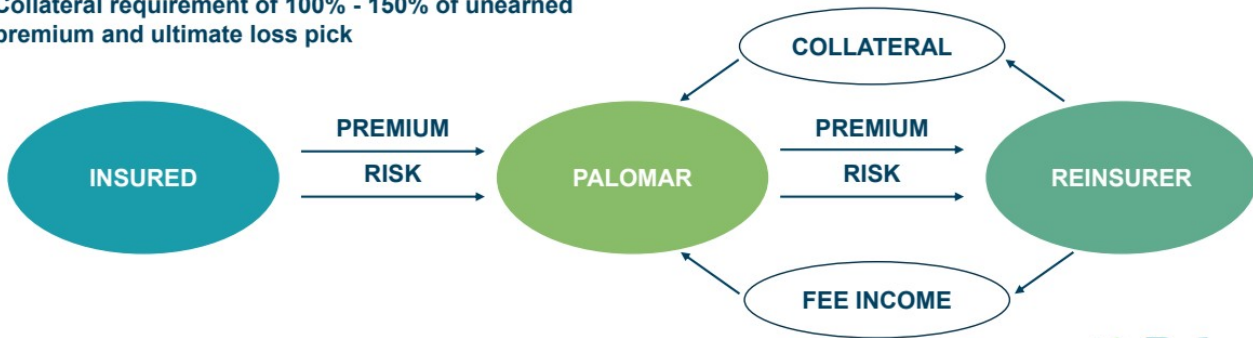 Collateral requirement of 100% - 150% of unearned
premium and ultimate loss pick
COLLATERAL
PREMIUM
PREMIUM
INSURED
RISK
PALOMAR
RISK
REINSURER
FEE INCOME